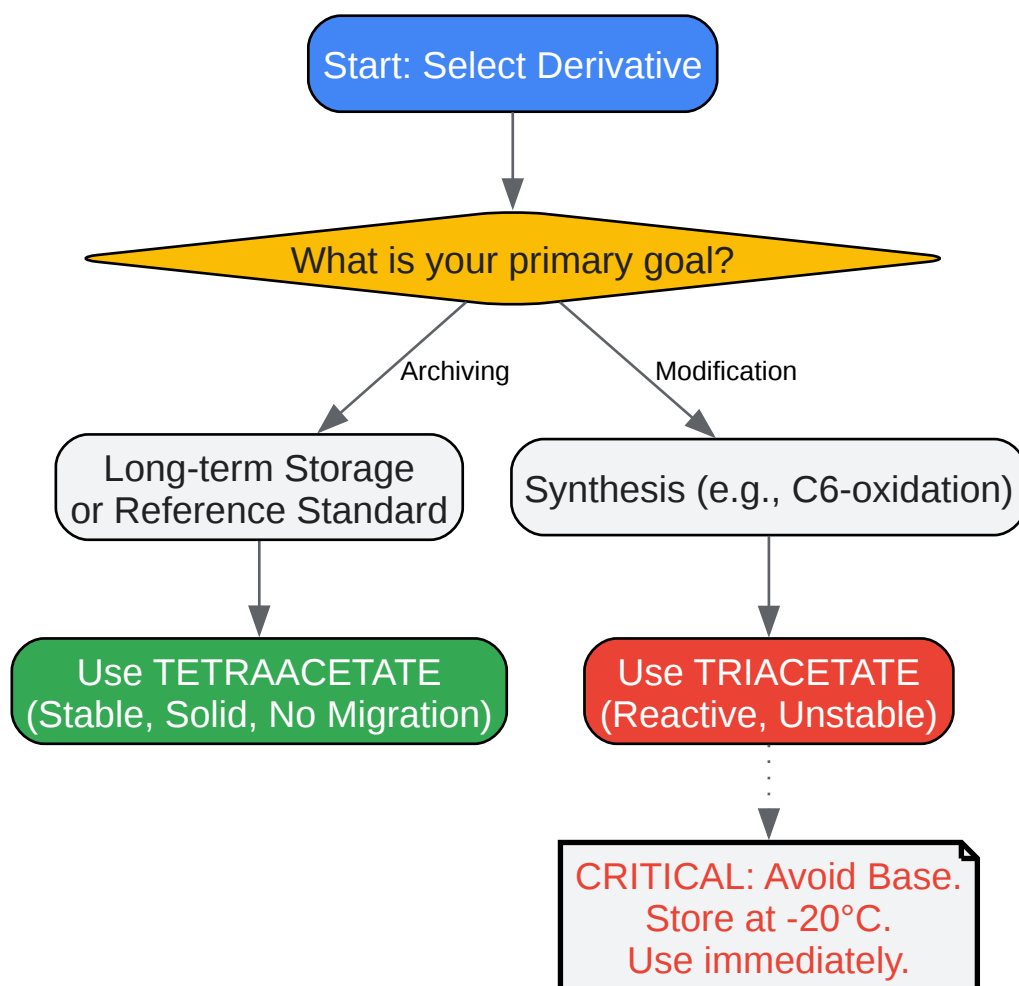 Start: Select Derivative
What is your primary goal?
Archiving
Modification
Long-term Storage
or Reference Standard
Synthesis (e.g., C6-oxidation)
Use TETRAACETATE
(Stable, Solid, No Migration)
Use TRIACETATE
(Reactive, Unstable)
CRITICAL: Avoid Base.
Store at -20°C.
Use immediately.